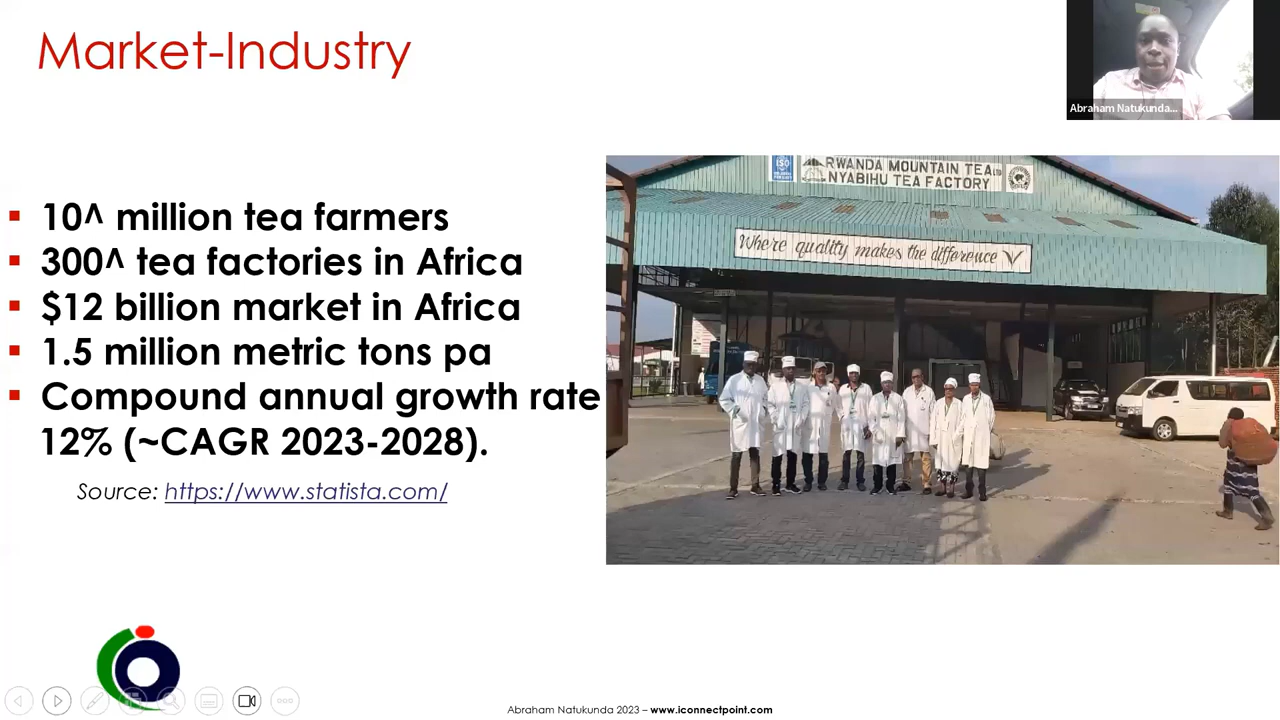 Market-Industry
Abraham Natukunda...
10^ million tea farmers
300^ tea factories in Africa
$12 billion market in Africa
1.5 million metric tons pa
Compound annual growth rate
12% (~CAGR 2023-2028).
Source: https://www.statista.com/
ISO
RWANDA MOUNTAIN TEA
NYABIHU TEA FACTORY
Where quality makes the difference
Abraham Natukunda 2023 – www.iconnectpoint.com